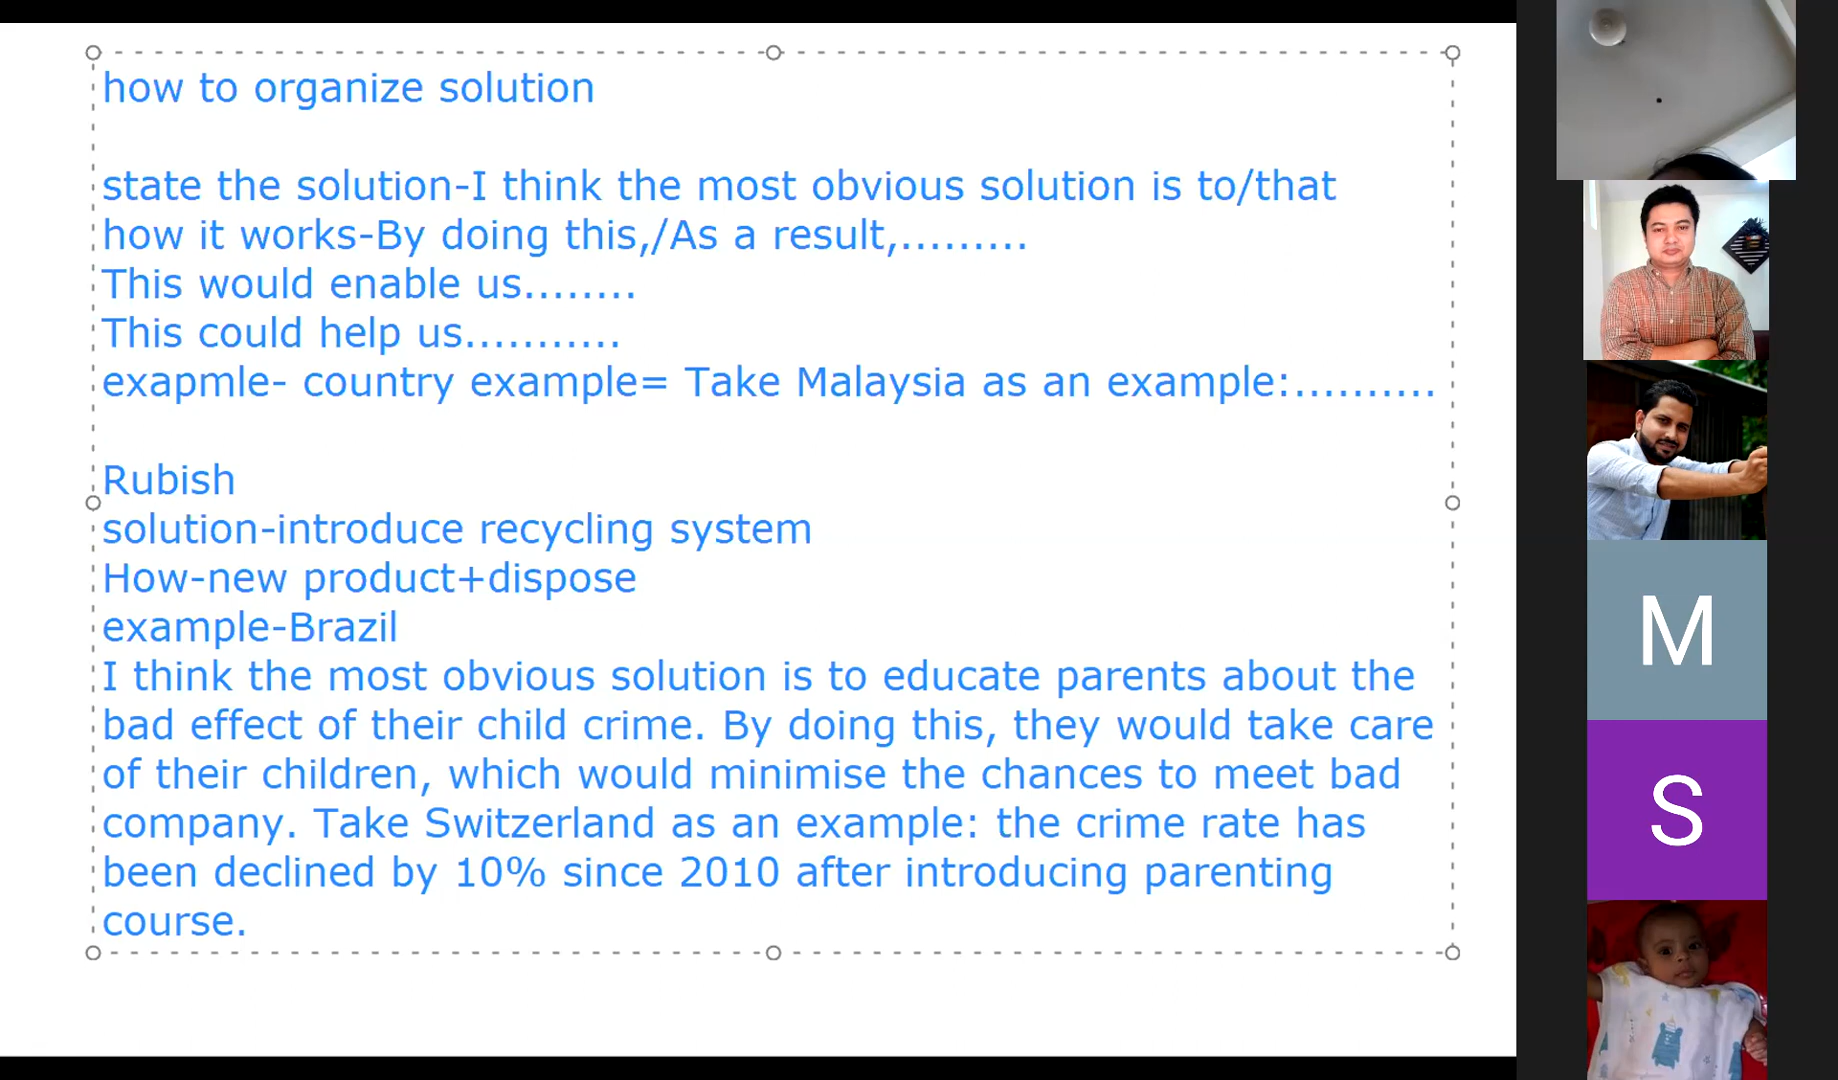 how to organize solution
state the solution-I think the most obvious solution is to/that
how it works-By doing this,/As a result,.........
This would enable us........
This could help us...........
exapmle- country example= Take Malaysia as an example:..........
Rubish
solution-introduce recycling system
How-new product+dispose
example-Brazil
I think the most obvious solution is to educate parents about the
bad effect of their child crime. By doing this, they would take care
of their children, which would minimise the chances to meet bad
company. Take Switzerland as an example: the crime rate has
been declined by 10% since 2010 after introducing parenting
course.
M
S